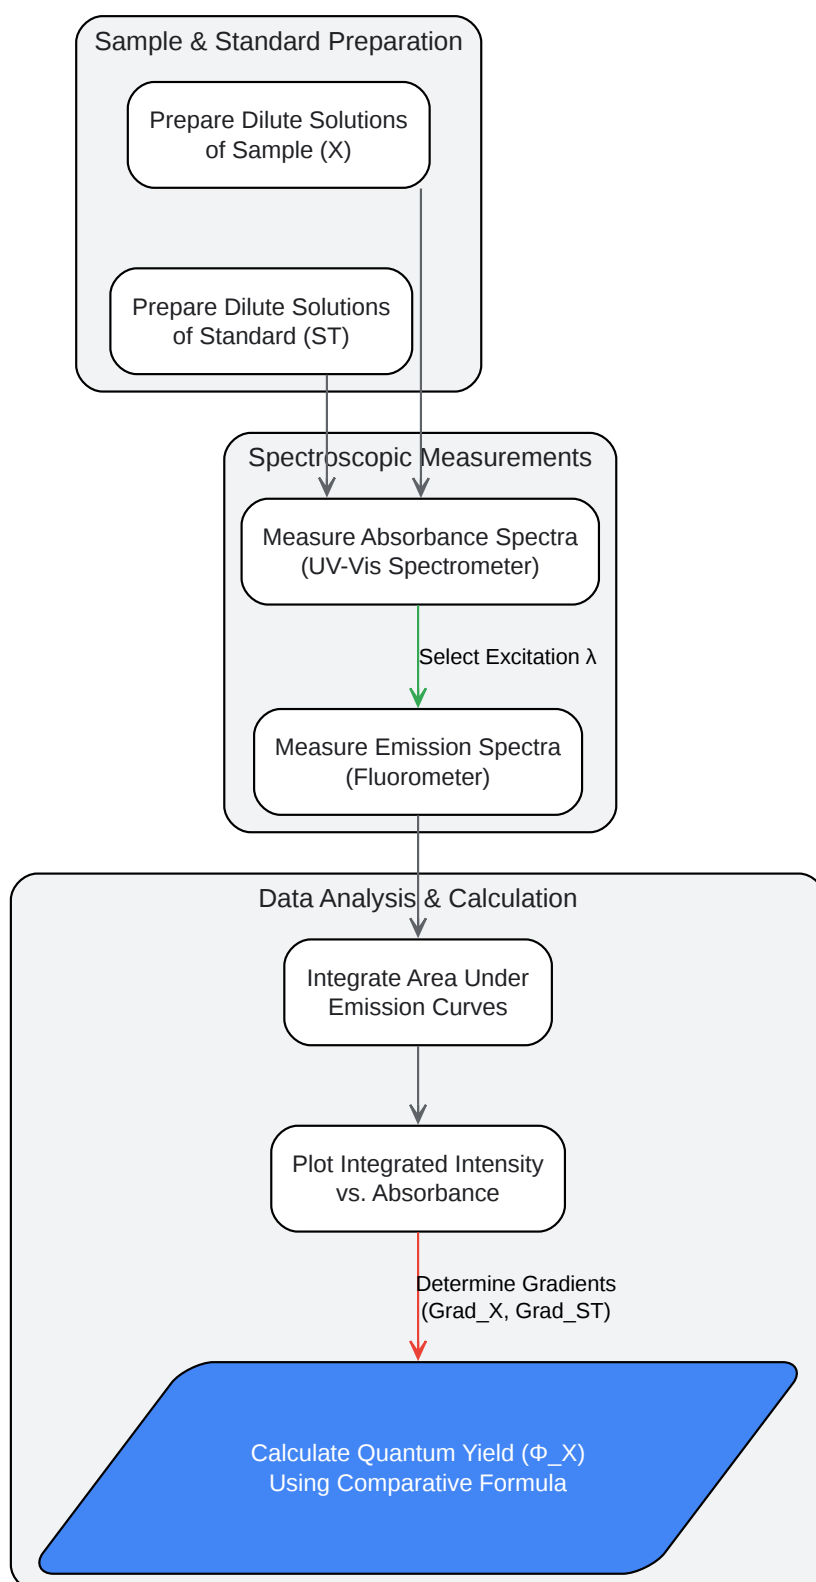 Sample & Standard Preparation
Prepare Dilute Solutions
of Sample (X)
Prepare Dilute Solutions
of Standard (ST)
Spectroscopic Measurements
Measure Absorbance Spectra
(UV-Vis Spectrometer)
Select Excitation λ
Measure Emission Spectra
(Fluorometer)
Data Analysis & Calculation
Integrate Area Under
Emission Curves
Plot Integrated Intensity
vs. Absorbance
Determine Gradients
(Grad_X, Grad_ST)
Calculate Quantum Yield (Φ_X)
Using Comparative Formula